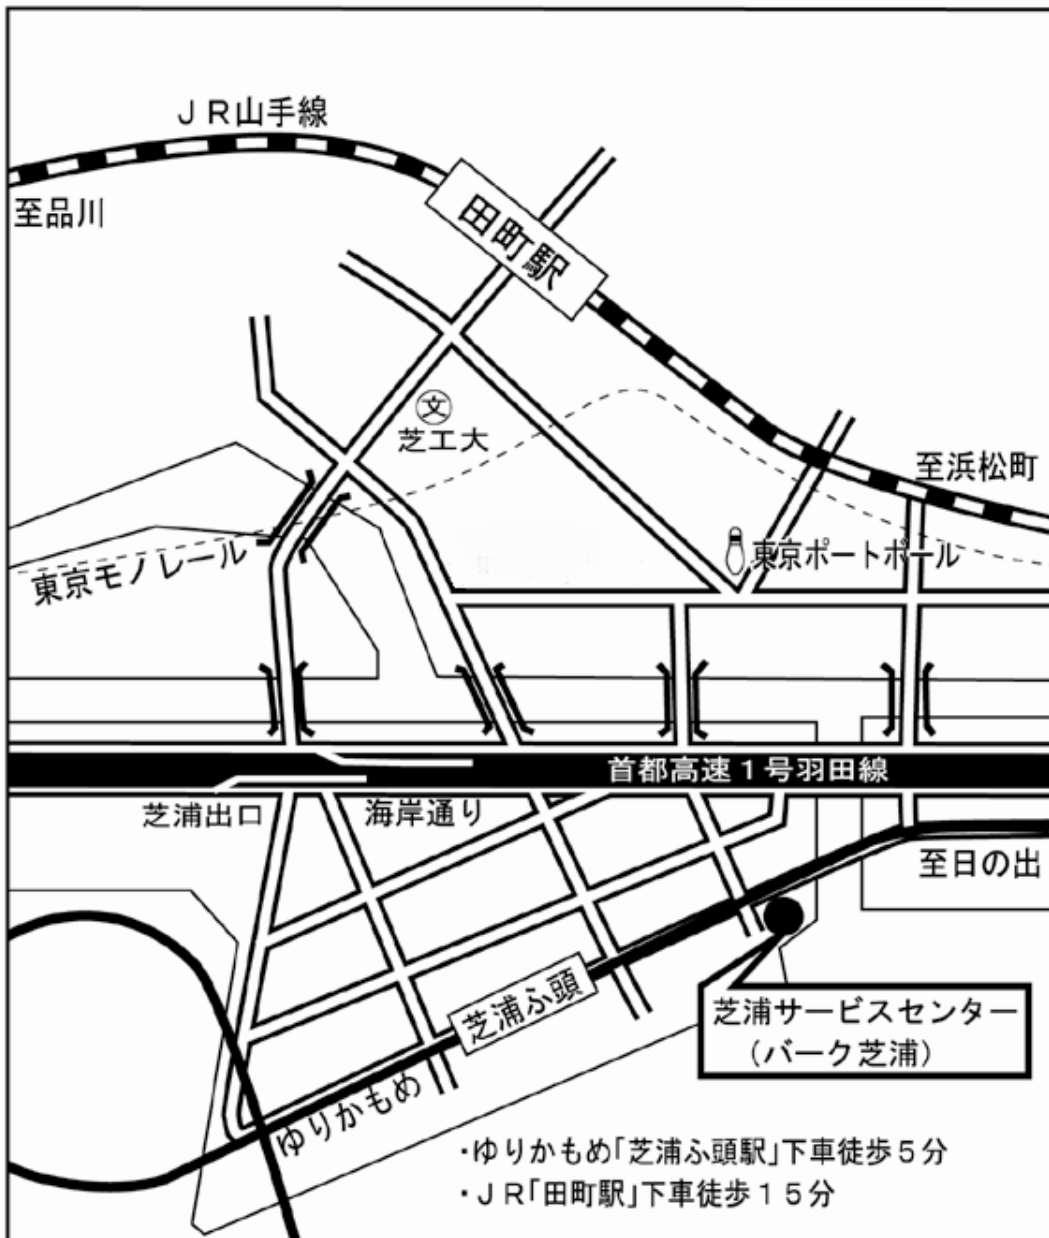 ＪＲ山手線
至品川
田町駅
文
芝工大
至浜松町
東京モノレール
東京ポートボール
首都高速１号羽田線
芝浦出口
海岸通り
至日の出
芝浦ふ頭
芝浦サービスセンター
（バーク芝浦）
ゆりかもめ
・ゆりかもめ「芝浦ふ頭駅」下車徒歩５分
・ＪＲ「田町駅」下車徒歩１５分